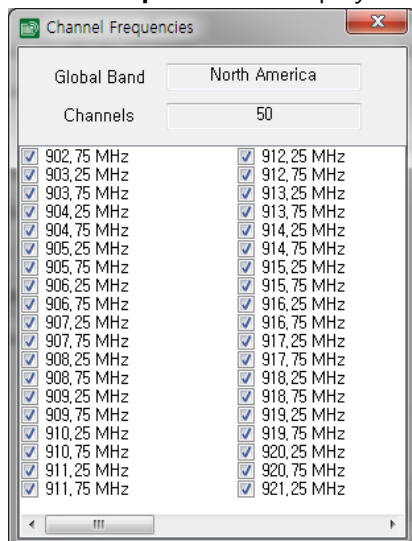 Channel Frequencies
Global Band North America
Channels 50
902,75 MHz 912,25 MHz
903,25 MHz 912,75 MHz
903,75 MHz 913,25 MHz
904,25 MHz 913,75 MHz
904,75 MHz 914,25 MHz
905,25 MHz 914,75 MHz
905,75 MHz 915,25 MHz
906,25 MHz 915,75 MHz
906,75 MHz 916,25 MHz
907,25 MHz 916,75 MHz
907,75 MHz 917,25 MHz
908,25 MHz 917,75 MHz
908,75 MHz 918,25 MHz
909,25 MHz 918,75 MHz
909,75 MHz 919,25 MHz
910,25 MHz 919,75 MHz
910,75 MHz 920,25 MHz
911,25 MHz 920,75 MHz
911,75 MHz 921,25 MHz